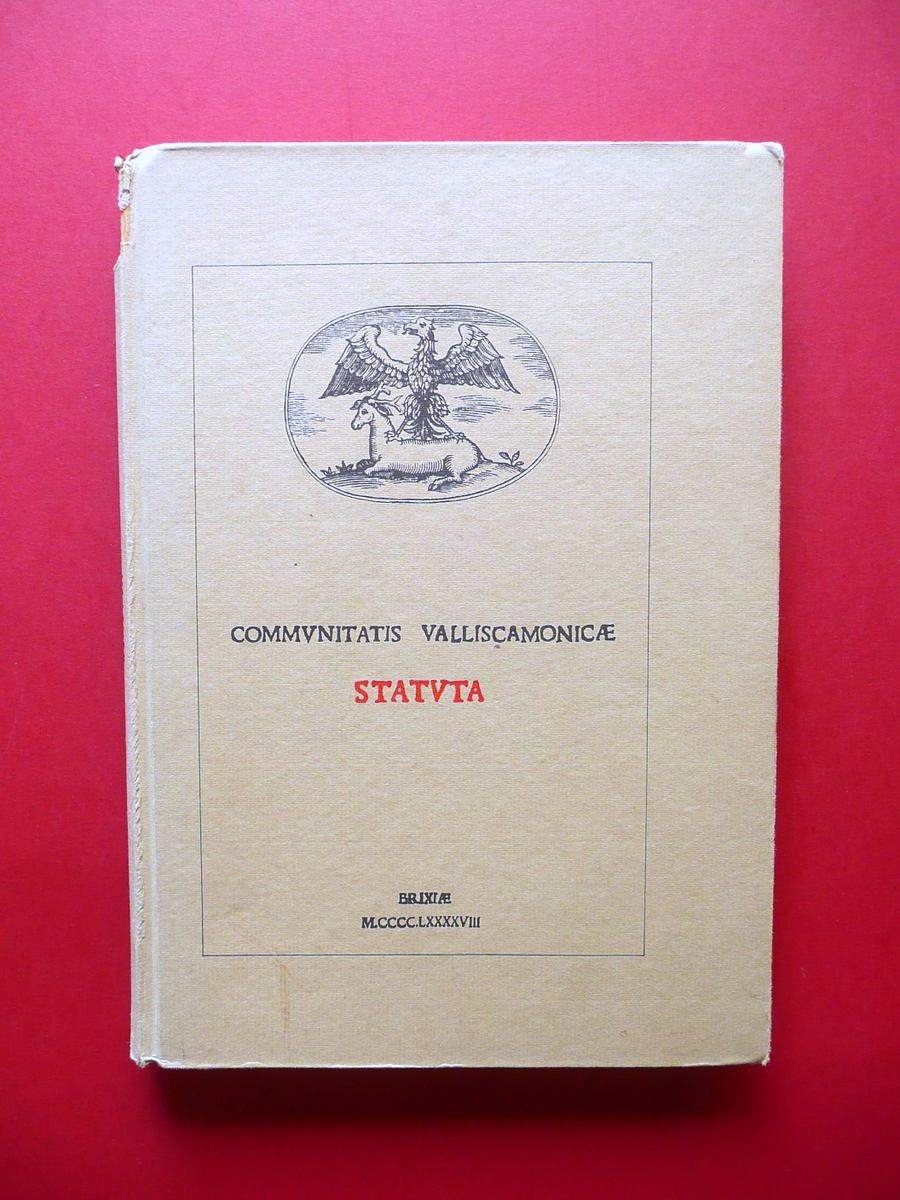 COMMVNITATIS VALLISCAMONICÆ
STATVTA
BRIXIÆ
M.CCCC.LXXXXVIII